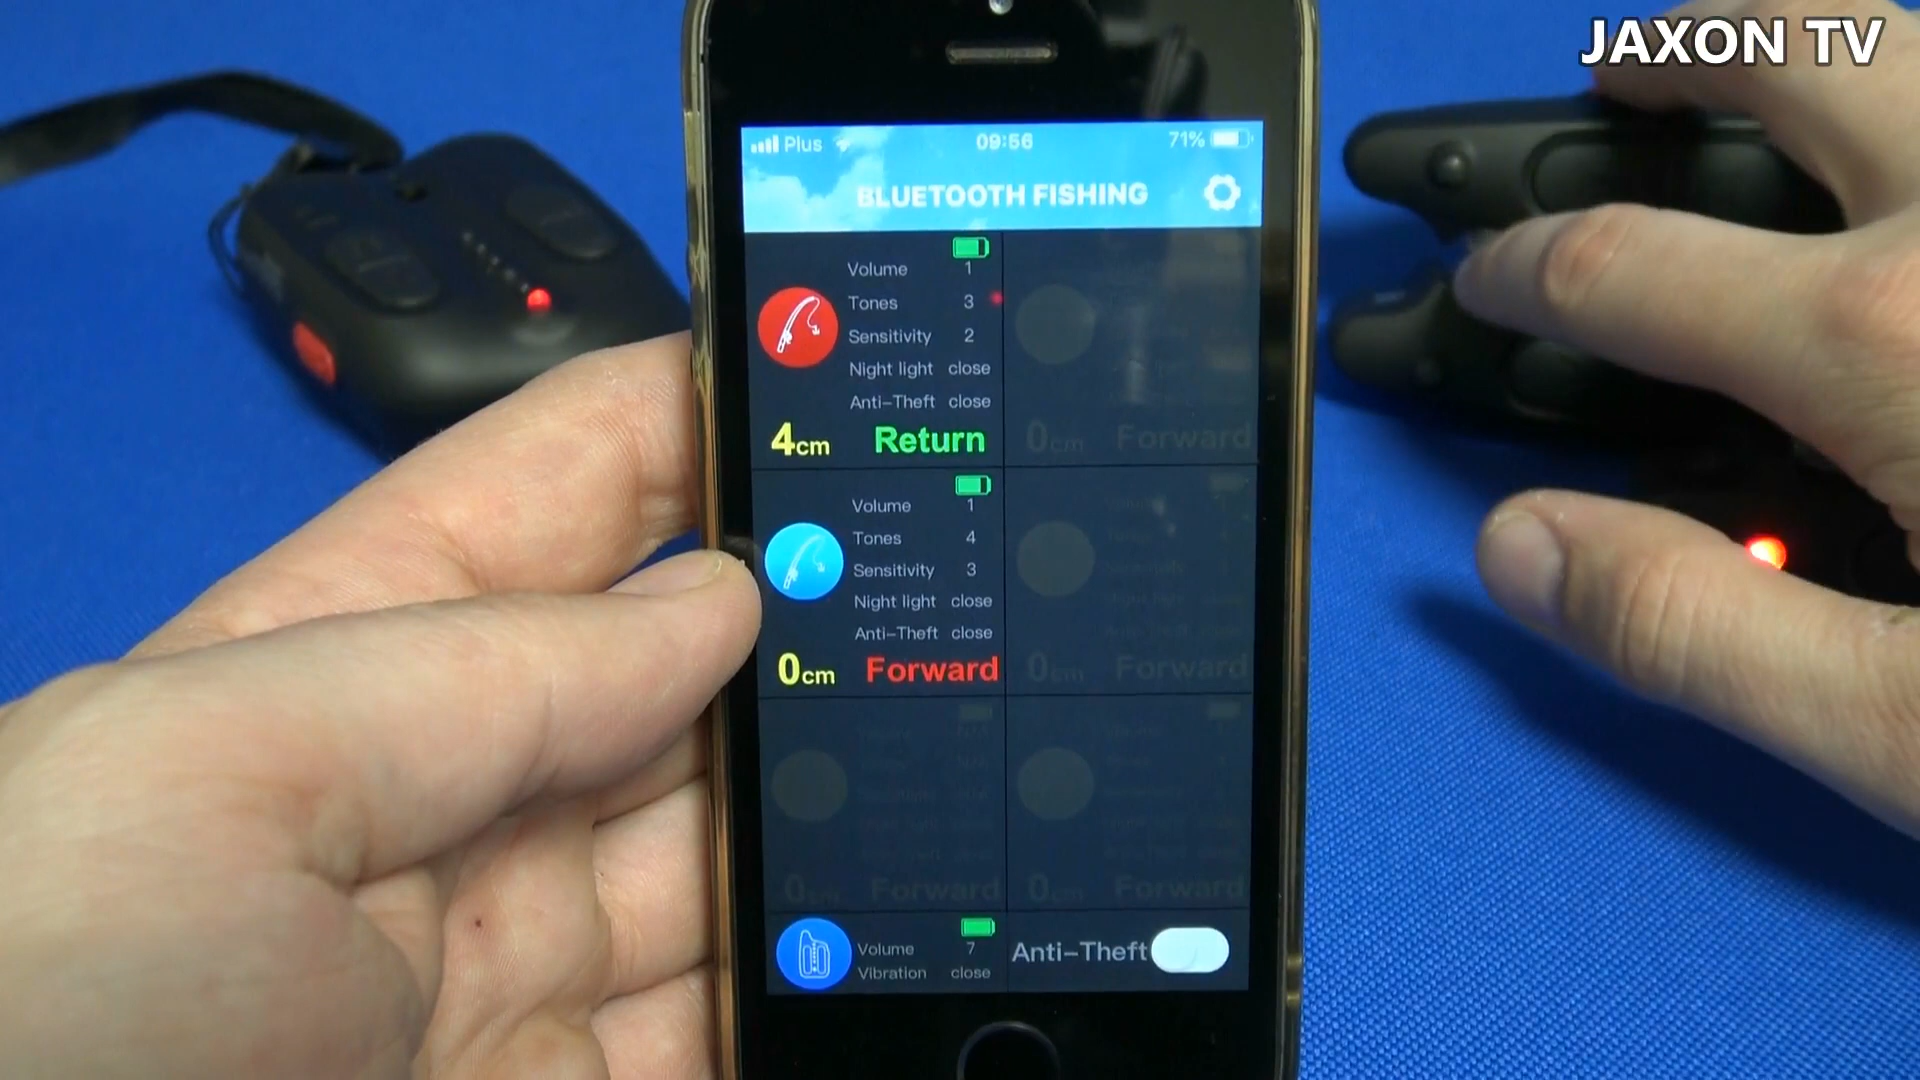 JAXON TV
Plus 09:56 71%
BLUETOOTH FISHING
Volume 1
Tones 3
Sensitivity 2
Night light close
Anti-Theft close
4cm Return
0cm Forward
Volume 1
Tones 4
Sensitivity 3
Night light close
Anti-Theft close
0cm Forward
0cm Forward
0cm Forward
0cm Forward
Volume 7
Vibration close
Anti-Theft